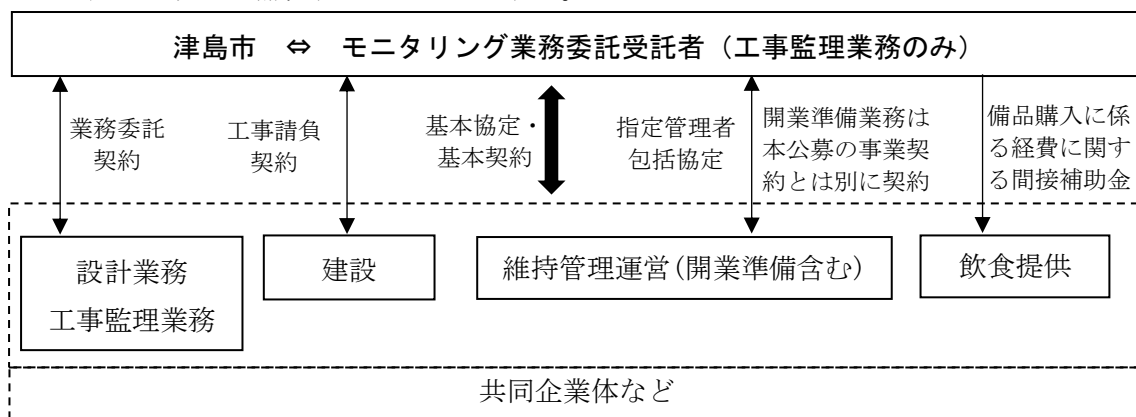 津島市 ⇔ モニタリング業務委託受託者（工事監理業務のみ）
業務委託
契約
工事請負
契約
基本協定・
基本契約
指定管理者
包括協定
開業準備業務は
本公募の事業契
約とは別に契約
備品購入に係
る経費に関す
る間接補助金
設計業務
工事監理業務
建設
維持管理運営(開業準備含む)
飲食提供
共同企業体など